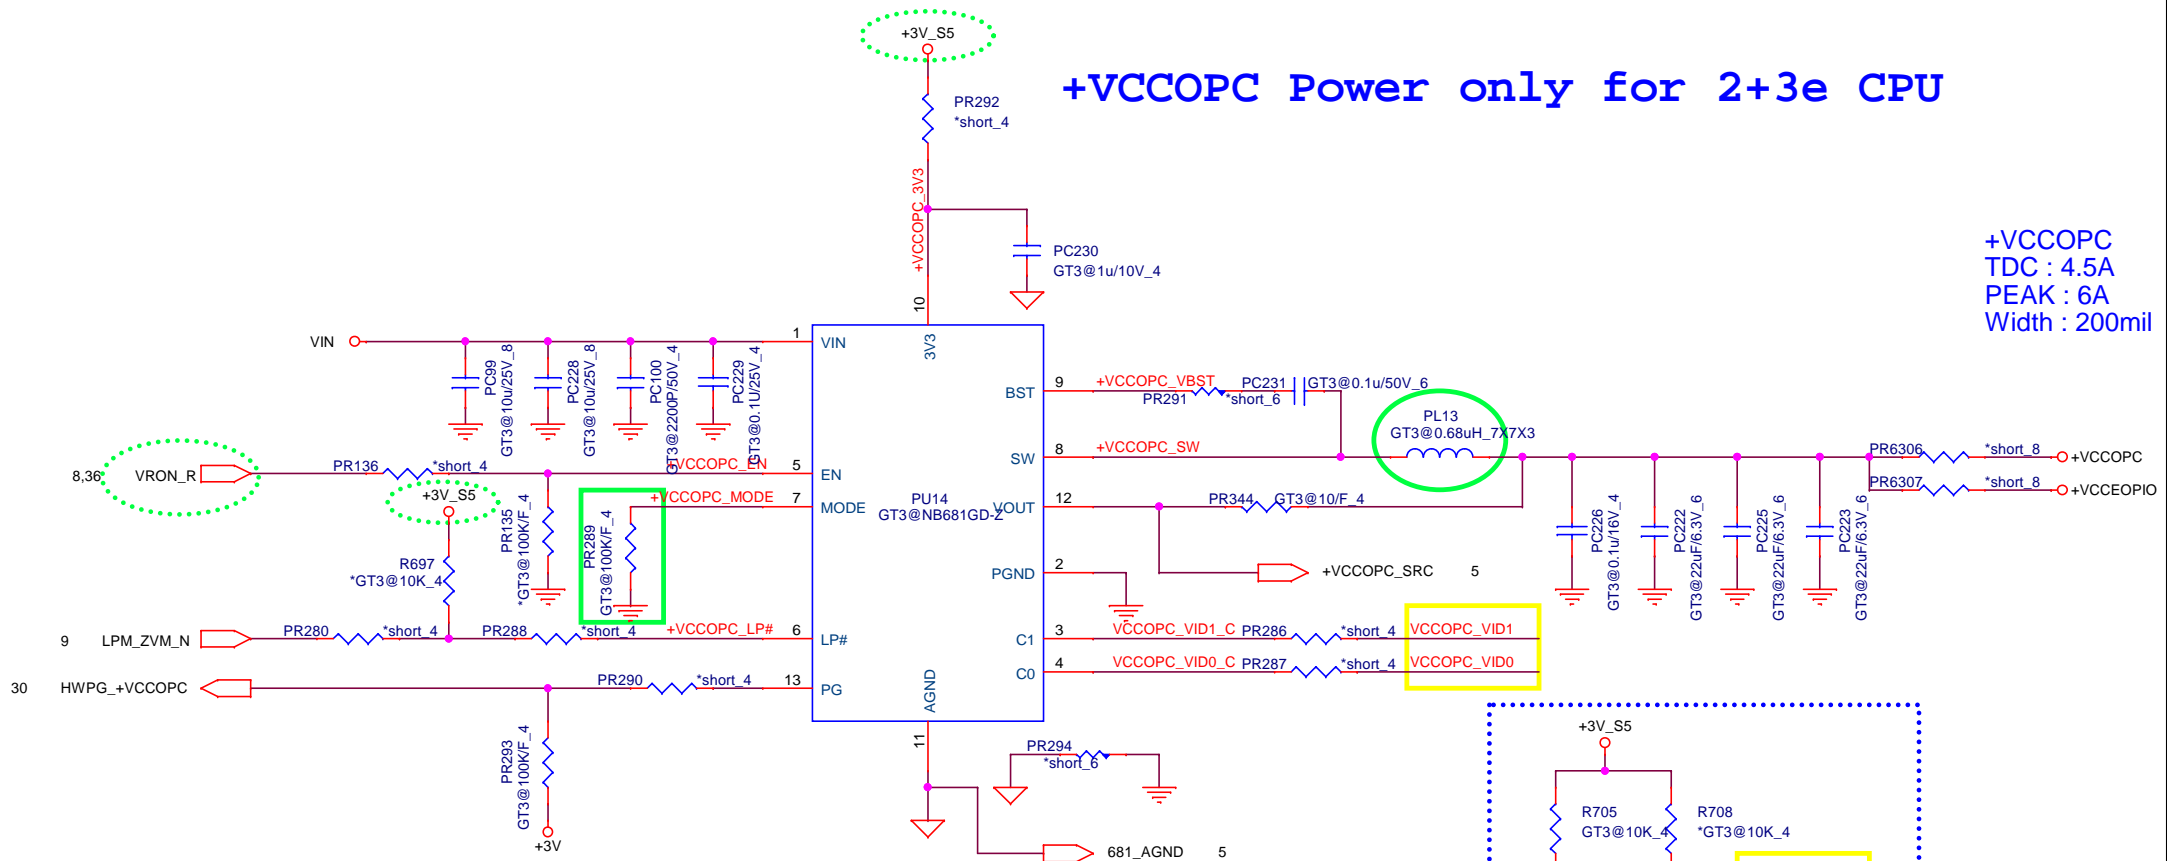 +3V_S5
+VCCOPC Power only for 2+3e CPU
PR292
*short_4
+VCCOPC_3V3
PC230
GT3@1u/10V_4
+VCCOPC
TDC : 4.5A
PEAK : 6A
Width : 200mil
10
VIN
1
VIN
3V3
PC99
GT3@10u/25V_8
PC228
GT3@10u/25V_8
PC100
GT3@2200P/50V_4
PC229
GT3@0.1U/25V_4
BST
9
+VCCOPC_VBST
PR291
*short_6
PC231
GT3@0.1u/50V_6
PL13
GT3@0.68uH_7X7X3
SW
8
+VCCOPC_SW
PR6306
*short_8
+VCCOPC
PR6307
*short_8
+VCCEOPIO
8,36
VRON_R
PR136
*short_4
+VCCOPC_EN
5
EN
+3V_S5
+VCCOPC_MODE
7
MODE
PU14
GT3@NB681GD-Z
VOUT
12
PR344
GT3@10/F_4
PR135
*GT3@100K/F_4
PR289
GT3@100K/F_4
PC226
GT3@0.1u/16V_4
PC222
GT3@22uF/6.3V_6
PC225
GT3@22uF/6.3V_6
PC223
GT3@22uF/6.3V_6
R697
*GT3@10K_4
PGND
2
+VCCOPC_SRC
5
9
LPM_ZVM_N
PR280
*short_4
PR288
*short_4
+VCCOPC_LP#
6
LP#
C1
3
VCCOPC_VID1_C
PR286
*short_4
VCCOPC_VID1
C0
4
VCCOPC_VID0_C
PR287
*short_4
VCCOPC_VID0
30
HWPG_+VCCOPC
PR290
*short_4
13
PG
AGND
11
PR293
GT3@100K/F_4
+3V
PR294
*short_6
+3V_S5
R705
GT3@10K_4
R708
*GT3@10K_4
681_AGND
5